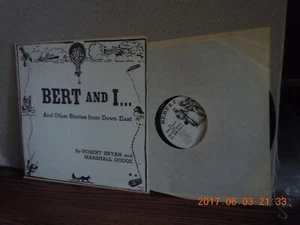 BERT AND I...
And Other Stories from Down East
By ROBERT BRYAN and
MARSHALL DODGE
2017.06.03 21:33